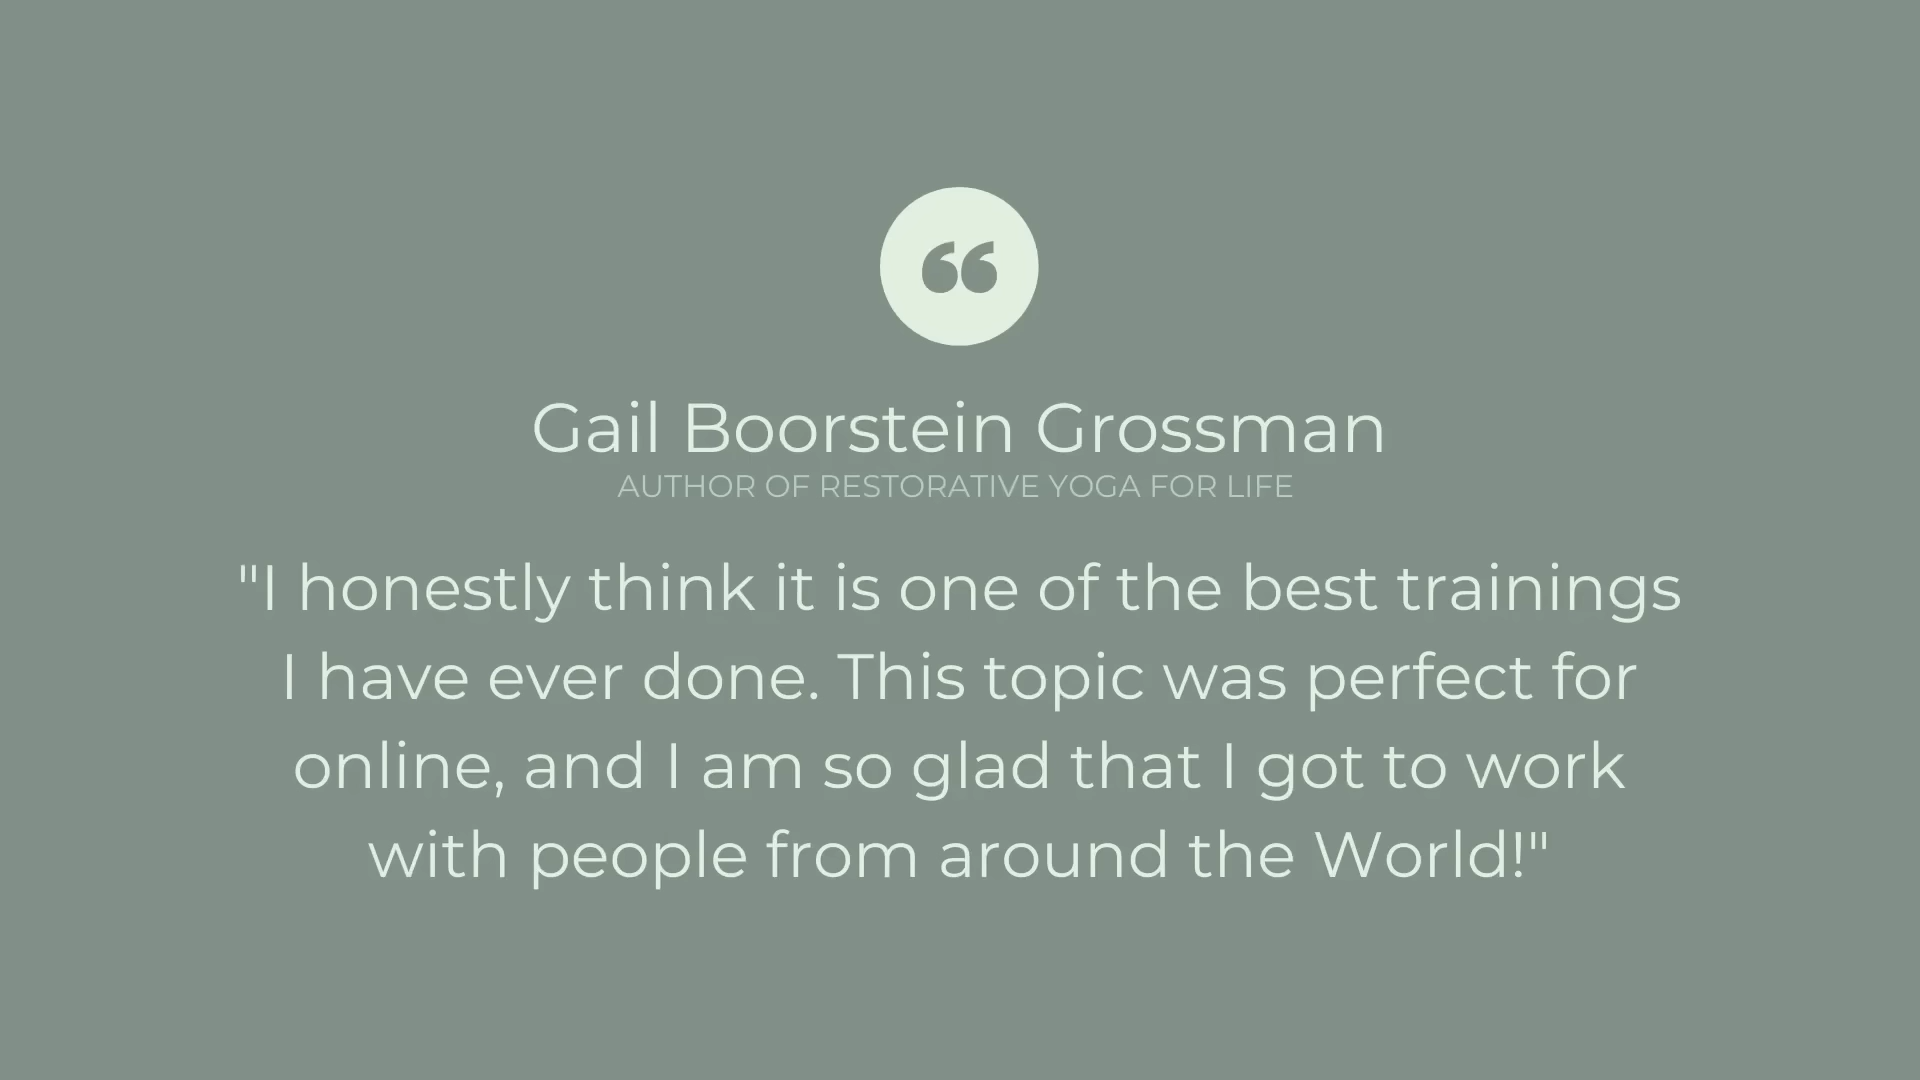 “
Gail Boorstein Grossman
AUTHOR OF RESTORATIVE YOGA FOR LIFE
"I honestly think it is one of the best trainings
I have ever done. This topic was perfect for
online, and I am so glad that I got to work
with people from around the World!"